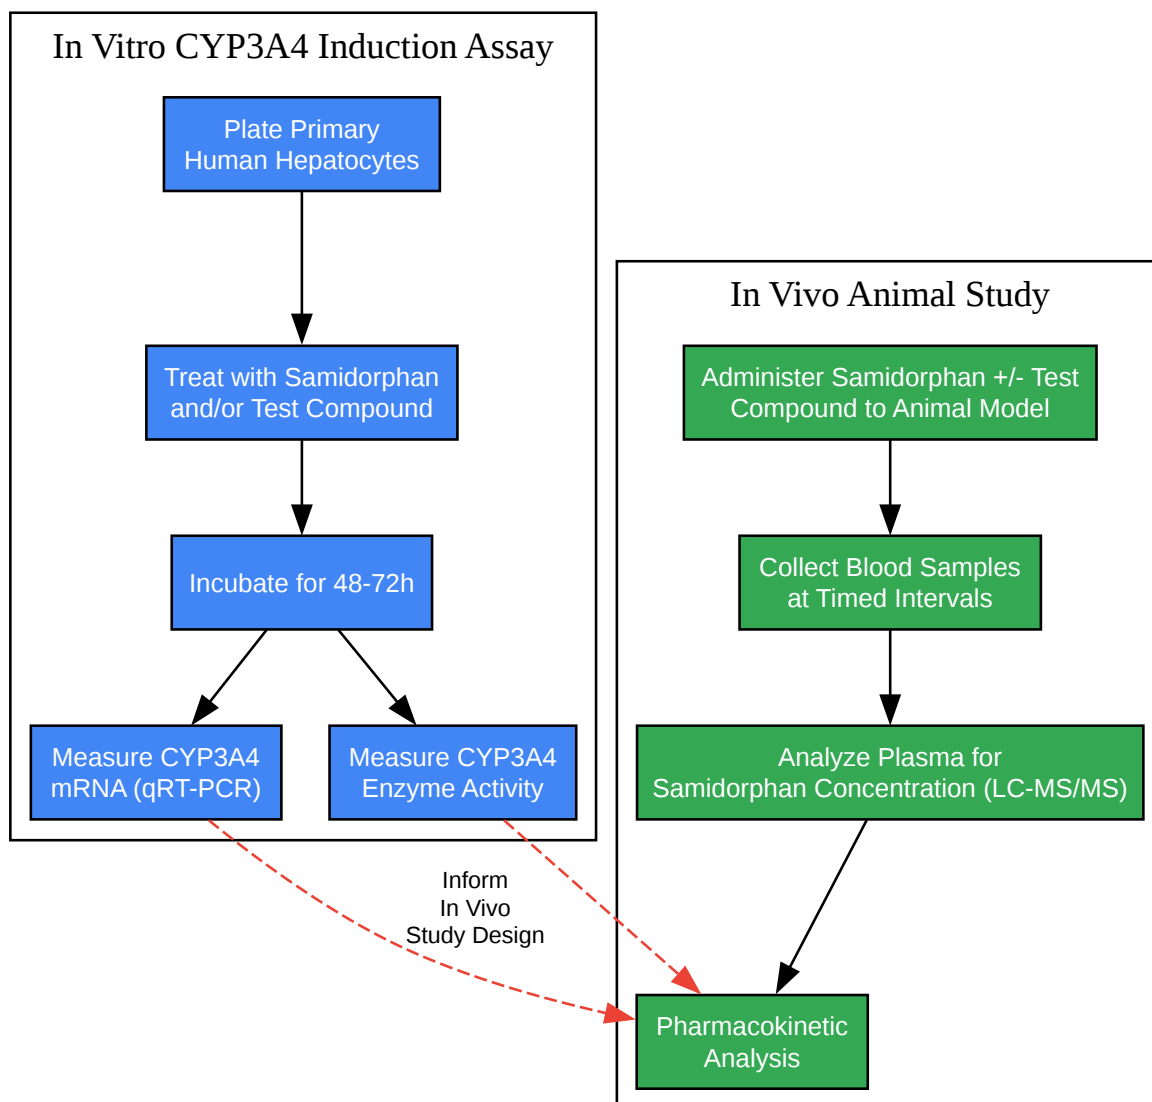 In Vitro CYP3A4 Induction Assay
Plate Primary
Human Hepatocytes
Treat with Samidorphan
and/or Test Compound
Incubate for 48-72h
Measure CYP3A4
mRNA (qRT-PCR)
Measure CYP3A4
Enzyme Activity
Inform
In Vivo
Study Design
In Vivo Animal Study
Administer Samidorphan +/- Test
Compound to Animal Model
Collect Blood Samples
at Timed Intervals
Analyze Plasma for
Samidorphan Concentration (LC-MS/MS)
Pharmacokinetic
Analysis